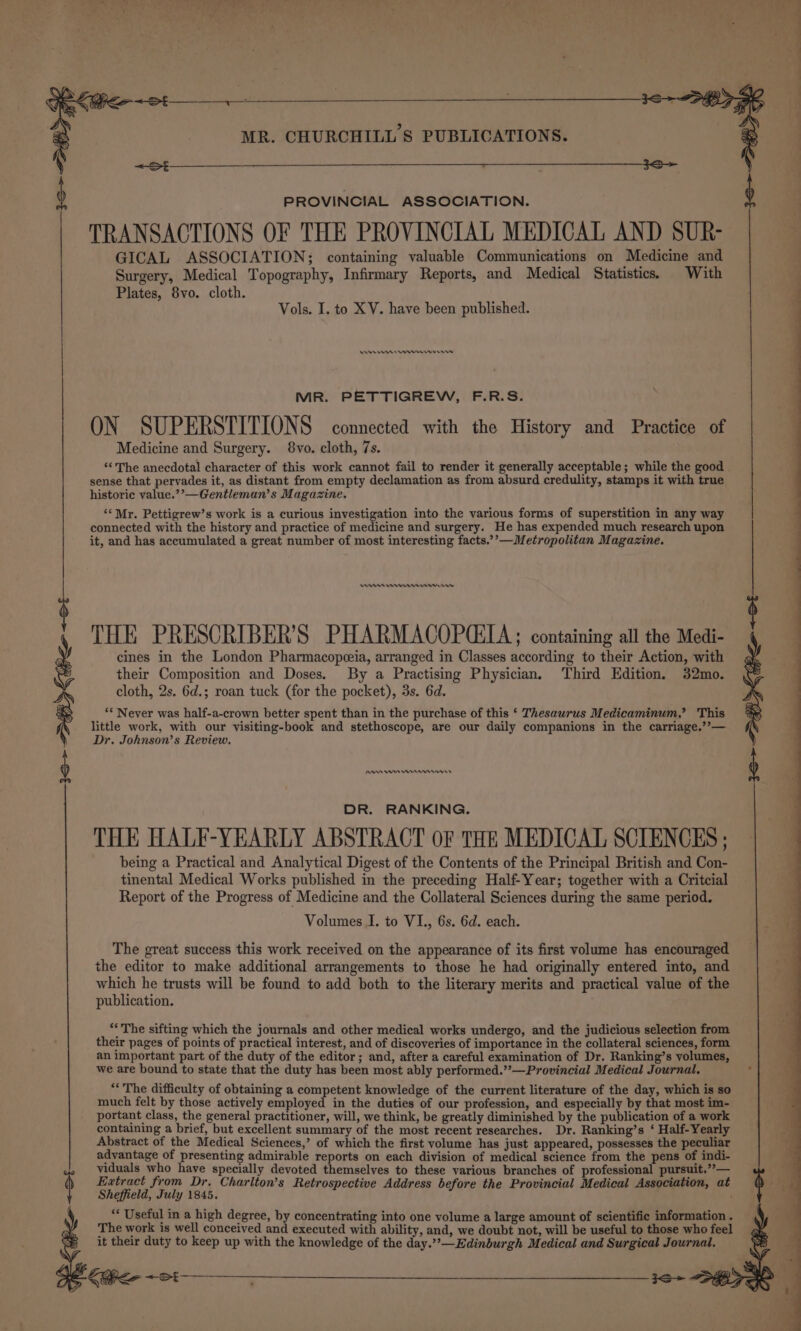 MR. CHURCHILL'S PUBLICATIONS.
PROVINCIAL ASSOCIATION.
TRANSACTIONS OF THE PROVINCIAL MEDICAL AND SUR-
GICAL ASSOCIATION; containing valuable Communications on Medicine and
Surgery, Medical Topography, Infirmary Reports, and Medical Statistics. With
Plates, 8vo. cloth.
Vols. I. to XV. have been published.
MR. PETTIGREW, F.R.S.
ON SUPERSTITIONS connected with the History and Practice of
Medicine and Surgery. 8vo. cloth, 7s.
“The anecdotal character of this work cannot fail to render it generally acceptable; while the good
sense that pervades it, as distant from empty declamation as from absurd credulity, stamps it with true
historic value.”—Gentleman's Magazine.
“Mr. Pettigrew's work is a curious investigation into the various forms of superstition in any way
connected with the history and practice of medicine and surgery. He has expended much research upon
it, and has accumulated a great number of most interesting facts.”—Metropolitan Magazine.
THE PRESCRIBER'S PHARMACOPŒIA; containing all the Medi-
cines in the London Pharmacopœia, arranged in Classes according to their Action, with
their Composition and Doses. By a Practising Physician. Third Edition. 32mo.
cloth, 2s. 6d.; roan tuck (for the pocket), 3s. 6d.
“Never was half-a-crown better spent than in the purchase of this ‘Thesaurus Medicaminum.’ This
little work, with our visiting-book and stethoscope, are our daily companions in the carriage.”—
Dr. Johnson's Review.
DR. RANKING.
THE HALF-YEARLY ABSTRACT OF THE MEDICAL SCIENCES;
being a Practical and Analytical Digest of the Contents of the Principal British and Con-
tinental Medical Works published in the preceding Half-Year; together with a Critcial
Report of the Progress of Medicine and the Collateral Sciences during the same period.
Volumes I. to VI., 6s. 6d. each.
The great success this work received on the appearance of its first volume has encouraged
the editor to make additional arrangements to those he had originally entered into, and
which he trusts will be found to add both to the literary merits and practical value of the
publication.
“The sifting which the journals and other medical works undergo, and the judicious selection from
their pages of points of practical interest, and of discoveries of importance in the collateral sciences, form
an important part of the duty of the editor; and, after a careful examination of Dr. Ranking's volumes,
we are bound to state that the duty has been most ably performed.”—Provincial Medical Journal.
“The difficulty of obtaining a competent knowledge of the current literature of the day, which is so
much felt by those actively employed in the duties of our profession, and especially by that most im-
portant class, the general practitioner, will, we think, be greatly diminished by the publication of a work
containing a brief, but excellent summary of the most recent researches. Dr. Ranking's ‘Half-Yearly
Abstract of the Medical Sciences,’ of which the first volume has just appeared, possesses the peculiar
advantage of presenting admirable reports on each division of medical science from the pens of indi-
viduals who have specially devoted themselves to these various branches of professional pursuit.”—
Extract from Dr. Charlton's Retrospective Address before the Provincial Medical Association, at
Sheffield, July 1845.
“Useful in a high degree, by concentrating into one volume a large amount of scientific information.
The work is well conceived and executed with ability, and, we doubt not, will be useful to those who feel
it their duty to keep up with the knowledge of the day.”—Edinburgh Medical and Surgical Journal.